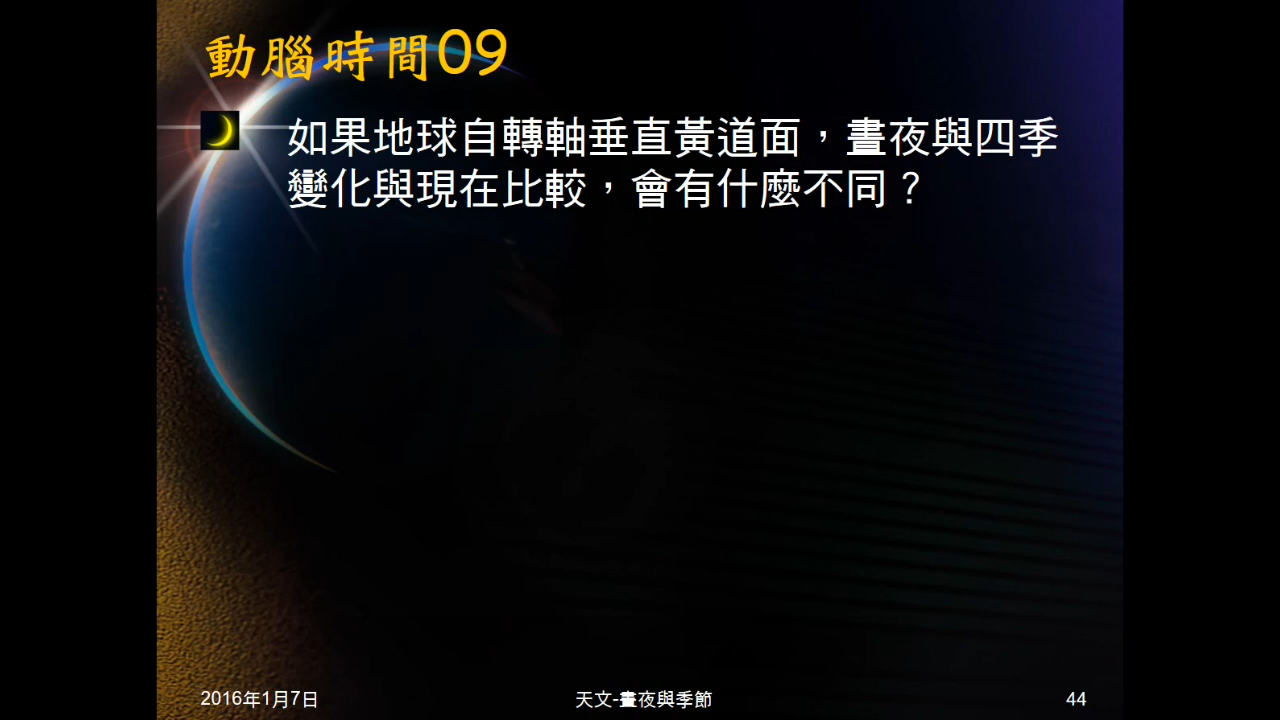 動腦時間09
如果地球自轉軸垂直黃道面，晝夜與四季
變化與現在比較，會有什麼不同？
2016年1月7日
天文-晝夜與季節
44